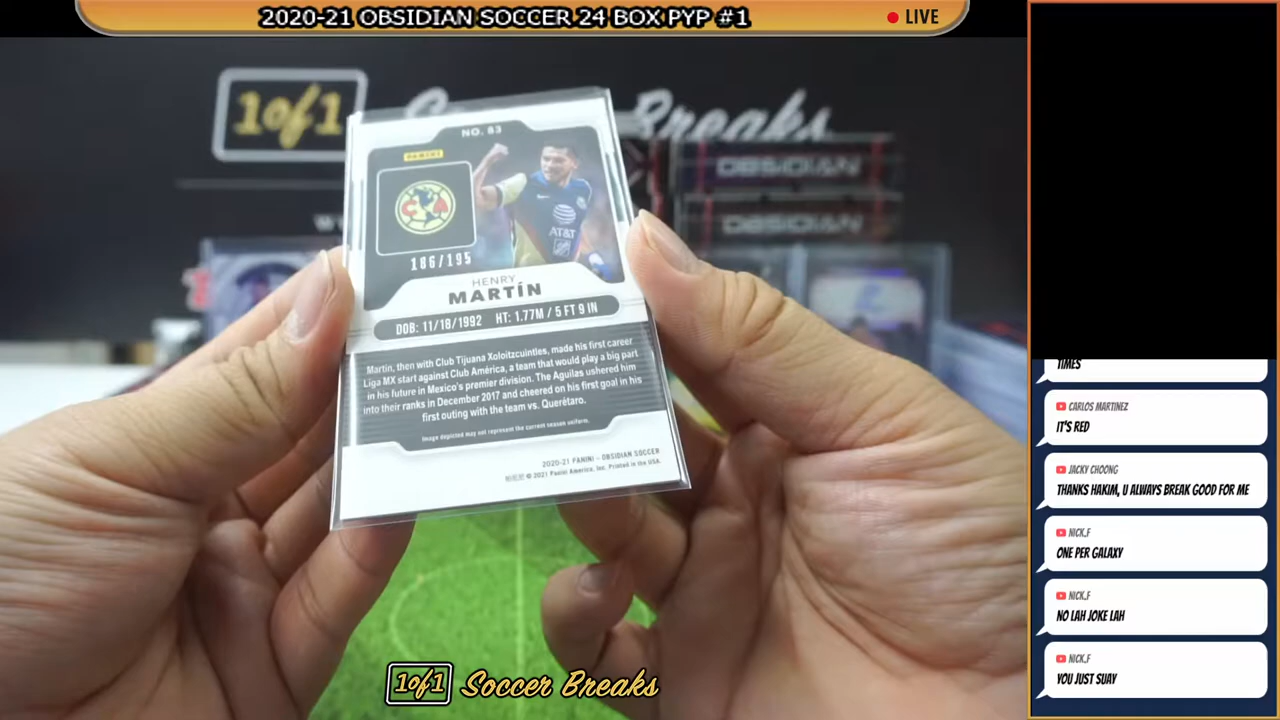 2020-21 OBSIDIAN SOCCER 24 BOX PYP #1
LIVE
1of1
Breaks
OBSIDIAN
OBSIDIAN
NO. 83
PANINI
AT&T
186/195
HENRY
MARTÍN
DOB: 11/18/1992 HT: 1.77M / 5 FT 9 IN
Martin, then with Club Tijuana Xoloitzcuintles, made his first career
Liga MX start against Club América, a team that would play a big part
in his future in Mexico's premier division. The Aguilas ushered him
into their ranks in December 2017 and cheered on his first goal in his
first outing with the team vs. Querétaro.
Image depicted may not represent the current season uniform.
2020-21 PANINI - OBSIDIAN SOCCER
© 2021 Panini America, Inc. Printed in the USA.
1of1 Soccer Breaks
TIMES
CARLOS MARTINEZ
IT'S RED
JACKY CHOONG
THANKS HAKIM, U ALWAYS BREAK GOOD FOR ME
NICK.F
ONE PER GALAXY
NICK.F
NO LAH JOKE LAH
NICK.F
YOU JUST SUAY